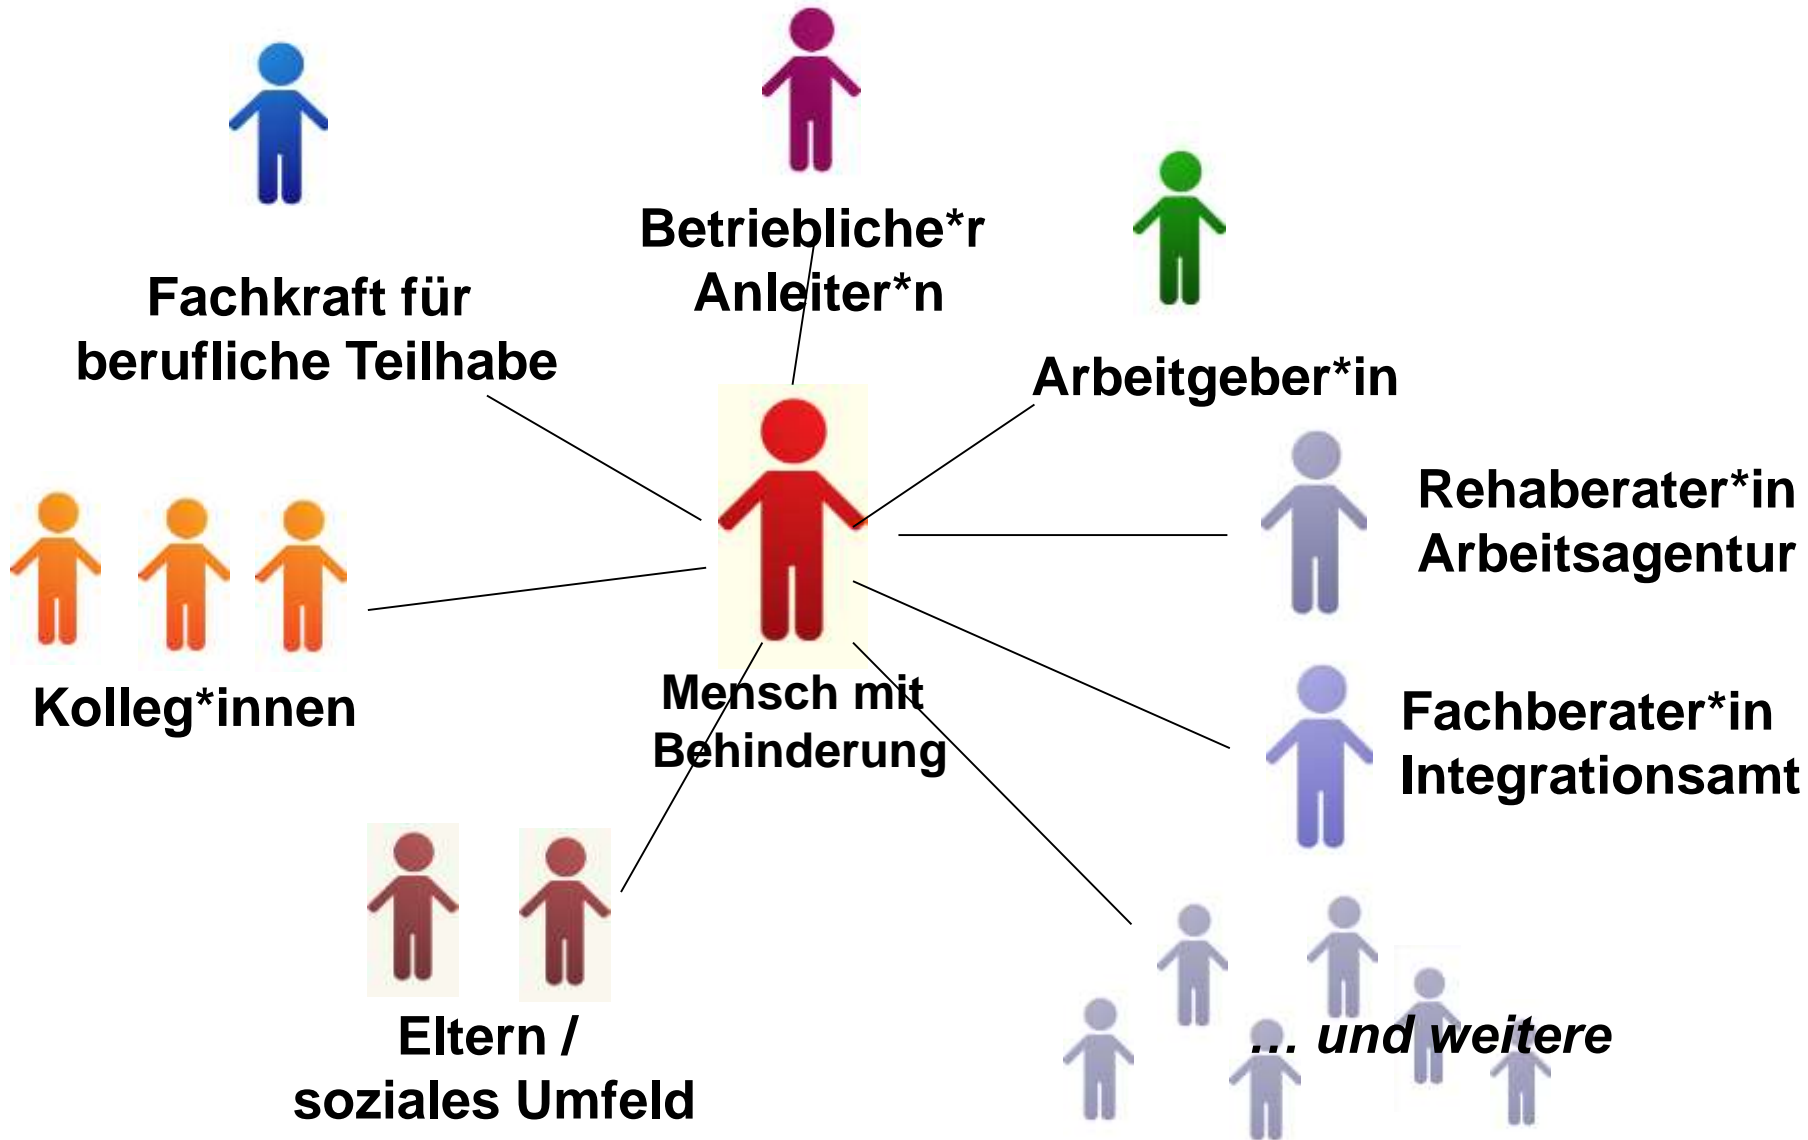 Betriebliche*r
Anleiter*n
Fachkraft für
berufliche Teilhabe
Arbeitgeber*in
Rehaberater*in
Arbeitsagentur
Kolleg*innen
Mensch mit
Behinderung
Fachberater*in
Integrationsamt
Eltern /
soziales Umfeld
... und weitere